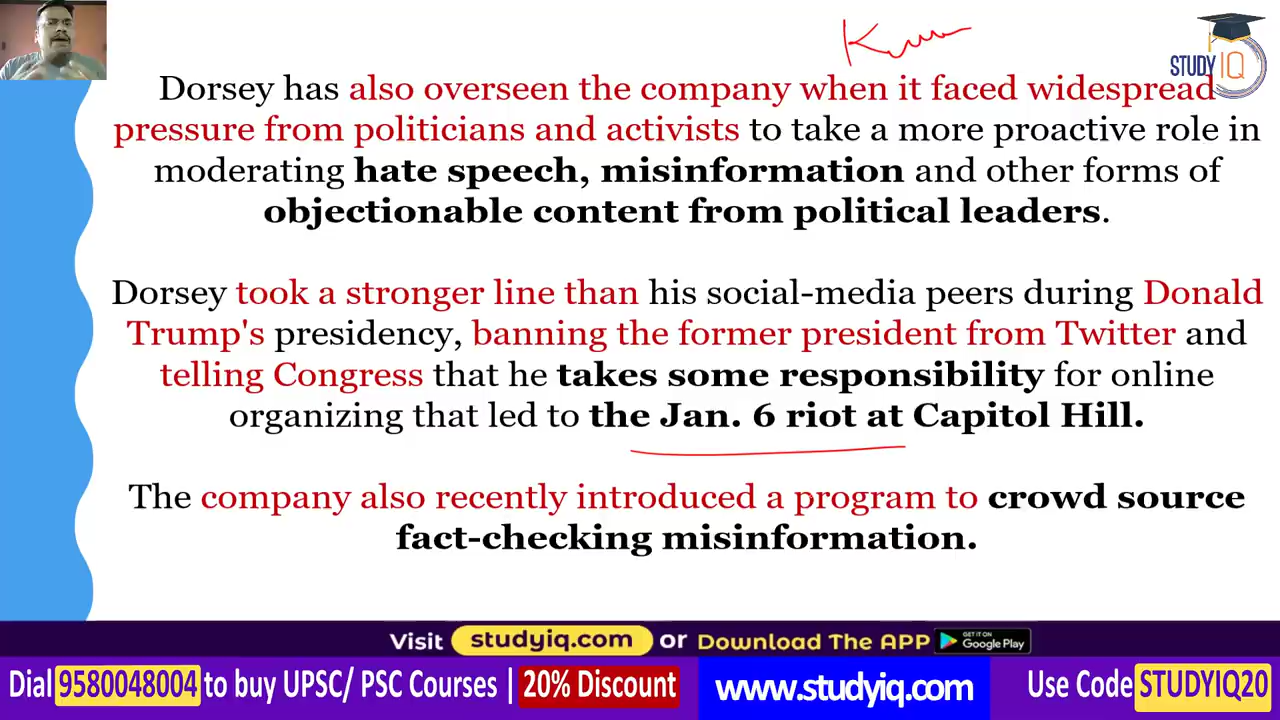 STUDY IQ
Dorsey has also overseen the company when it faced widespread
pressure from politicians and activists to take a more proactive role in
moderating hate speech, misinformation and other forms of
objectionable content from political leaders.
Dorsey took a stronger line than his social-media peers during Donald
Trump's presidency, banning the former president from Twitter and
telling Congress that he takes some responsibility for online
organizing that led to the Jan. 6 riot at Capitol Hill.
The company also recently introduced a program to crowd source
fact-checking misinformation.
Visit studyiq.com or Download The APP GET IT ON Google Play
Dial 9580048004 to buy UPSC/ PSC Courses | 20% Discount www.studyiq.com Use Code STUDYIQ20